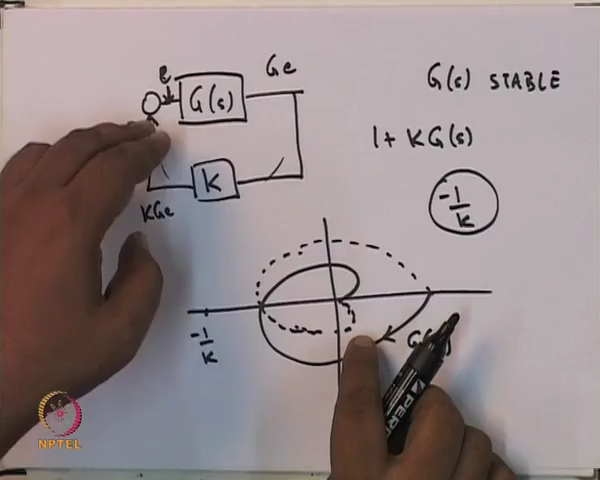 e
Ge
G(s)
G(s) STABLE
1 + KG(s)
K
KGe
-1/K
-1/K
NPTEL